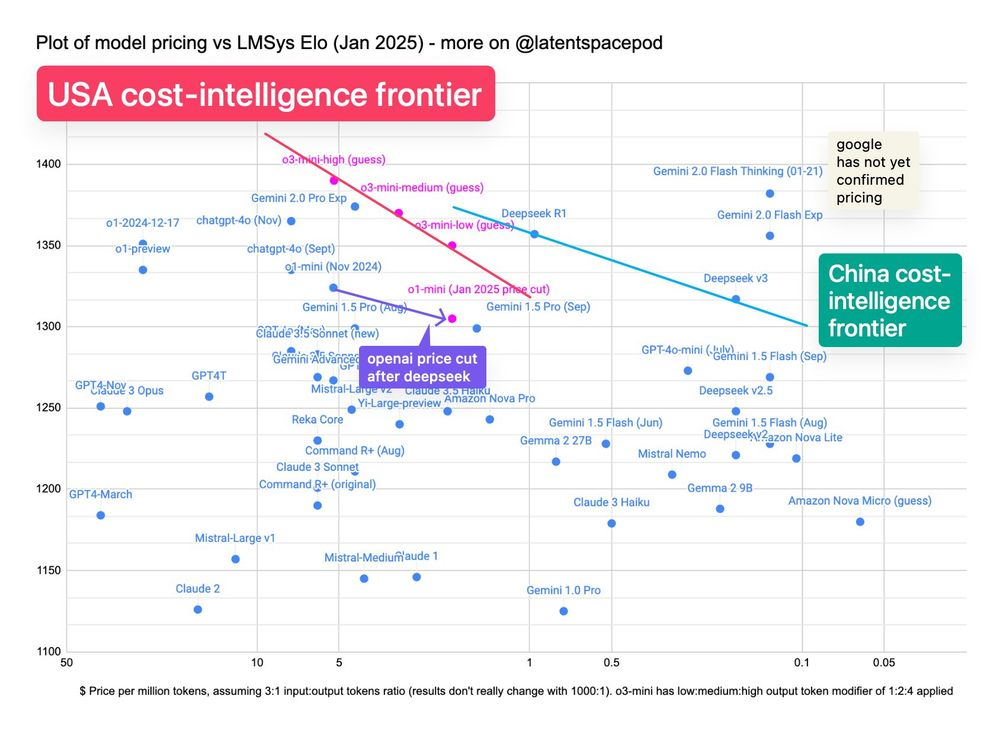 Plot of model pricing vs LMSys Elo (Jan 2025) - more on @latentspacepod
USA cost-intelligence frontier
google
has not yet
confirmed
pricing
1400
o3-mini-high (guess)
Gemini 2.0 Flash Thinking (01-21)
o3-mini-medium (guess)
Gemini 2.0 Pro Exp
Deepseek R1
Gemini 2.0 Flash Exp
o1-2024-12-17
chatgpt-4o (Nov)
o3-mini-low (guess)
1350
o1-preview
chatgpt-4o (Sept)
China cost-
intelligence
frontier
o1-mini (Nov 2024)
Deepseek v3
o1-mini (Jan 2025 price cut)
Gemini 1.5 Pro (Aug)
Gemini 1.5 Pro (Sep)
1300
Claude 3.5 Sonnet (new)
openai price cut
after deepseek
Gemini Advanced
GPT-4o-mini (July)
Gemini 1.5 Flash (Sep)
GPT4T
GPT4-Nov
Claude 3 Opus
Mistral-Large v2
Claude 3.5 Haiku
Deepseek v2.5
Yi-Large-preview
Amazon Nova Pro
1250
Reka Core
Gemini 1.5 Flash (Jun)
Gemini 1.5 Flash (Aug)
Deepseek v2
Amazon Nova Lite
Gemma 2 27B
Command R+ (Aug)
Mistral Nemo
Claude 3 Sonnet
1200
Command R+ (original)
Gemma 2 9B
GPT4-March
Claude 3 Haiku
Amazon Nova Micro (guess)
Mistral-Large v1
Mistral-Medium
Claude 1
1150
Claude 2
Gemini 1.0 Pro
1100
50
10
5
1
0.5
0.1
0.05
$ Price per million tokens, assuming 3:1 input:output tokens ratio (results don't really change with 1000:1). o3-mini has low:medium:high output token modifier of 1:2:4 applied